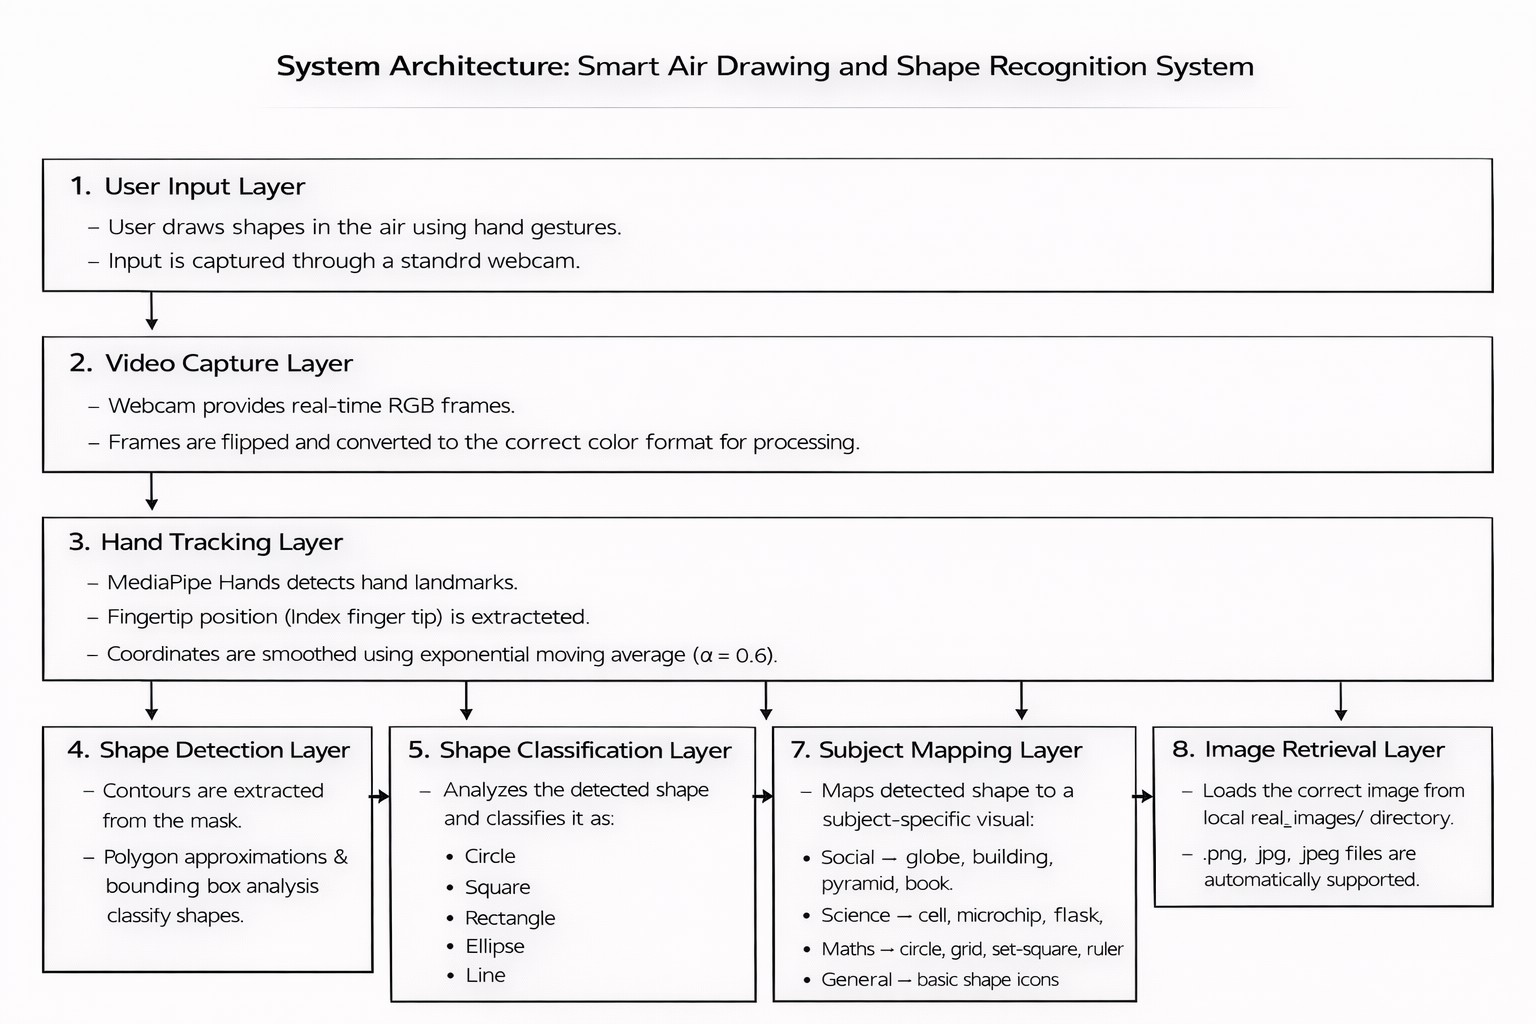 System Architecture: Smart Air Drawing and Shape Recognition System
1. User Input Layer
– User draws shapes in the air using hand gestures.
– Input is captured through a standrd webcam.
2. Video Capture Layer
– Webcam provides real-time RGB frames.
– Frames are flipped and converted to the correct color format for processing.
3. Hand Tracking Layer
– MediaPipe Hands detects hand landmarks.
– Fingertip position (Index finger tip) is extracteted.
– Coordinates are smoothed using exponential moving average (α = 0.6).
4. Shape Detection Layer
– Contours are extracted
from the mask.
– Polygon approximations &
bounding box analysis
classify shapes.
5. Shape Classification Layer
– Analyzes the detected shape
and classifies it as:
• Circle
• Square
• Rectangle
• Ellipse
• Line
7. Subject Mapping Layer
– Maps detected shape to a
subject-specific visual:
• Social → globe, building,
pyramid, book.
• Science → cell, microchip, flask,
• Maths → circle, grid, set-square, ruler
• General → basic shape icons
8. Image Retrieval Layer
– Loads the correct image from
local real_images/ directory.
– .png, jpg, jpeg files are
automatically supported.